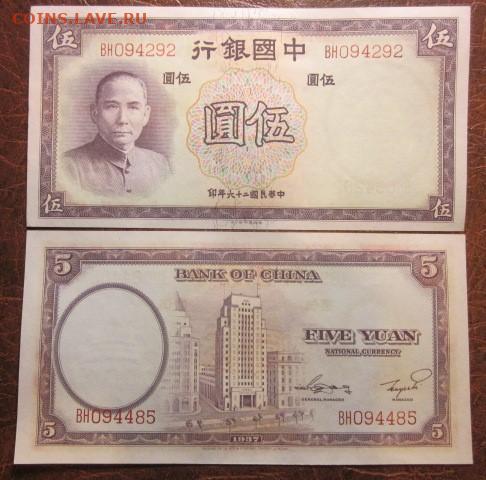 COINS.LAVE.RU
伍
伍
BH094292
中國銀行
BH094292
伍圓
伍圓
伍圓
中華民國二十六年印
伍
伍
5
5
BANK OF CHINA
FIVE YUAN
NATIONAL CURRENCY
GENERAL MANAGER
MANAGER
BH094485
BH094485
5
1937
5